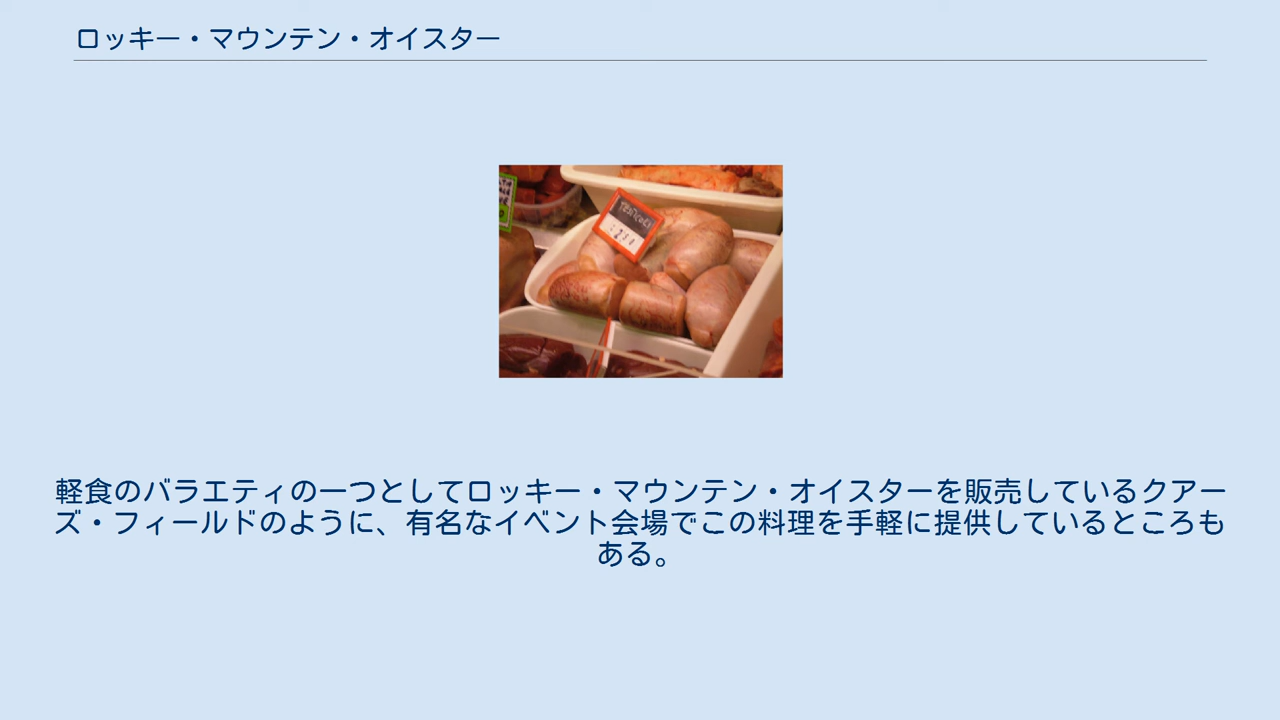 ロッキー・マウンテン・オイスター
軽食のバラエティの一つとしてロッキー・マウンテン・オイスターを販売しているクアー
ズ・フィールドのように、有名なイベント会場でこの料理を手軽に提供しているところも
ある。